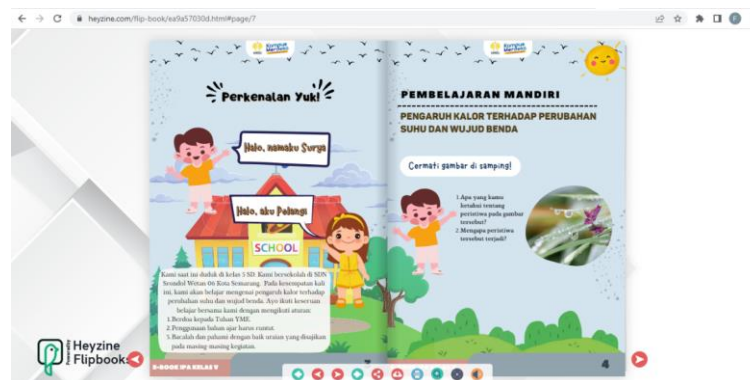 heyzine.com/flip-book/ea9a57030d.html#page/7
Perkenalan Yuk!
Halo, namaku Surya
Halo, aku Pelangi
SCHOOL
Kami saat ini duduk di kelas 5 SD. Kami bersekolah di SDN
Srondol Wetan 06 Kota Semarang. Pada kesempatan kali
ini, kami akan belajar mengenai pengaruh kalor terhadap
perubahan suhu dan wujud benda. Ayo ikuti keseruan
belajar bersama kami dengan mengikuti aturan:
1. Berdoa kepada Tuhan YME.
2. Penggunaan bahan ajar harus runtut.
3. Bacalah dan pahami dengan baik uraian yang disajikan
pada masing-masing kegiatan.
E-BOOK IPA KELAS V
3
PEMBELAJARAN MANDIRI
PENGARUH KALOR TERHADAP PERUBAHAN
SUHU DAN WUJUD BENDA
Cermati gambar di samping!
1. Apa yang kamu
ketahui tentang
peristiwa pada gambar
tersebut?
2. Mengapa peristiwa
tersebut terjadi?
4
Heyzine
Flipbooks